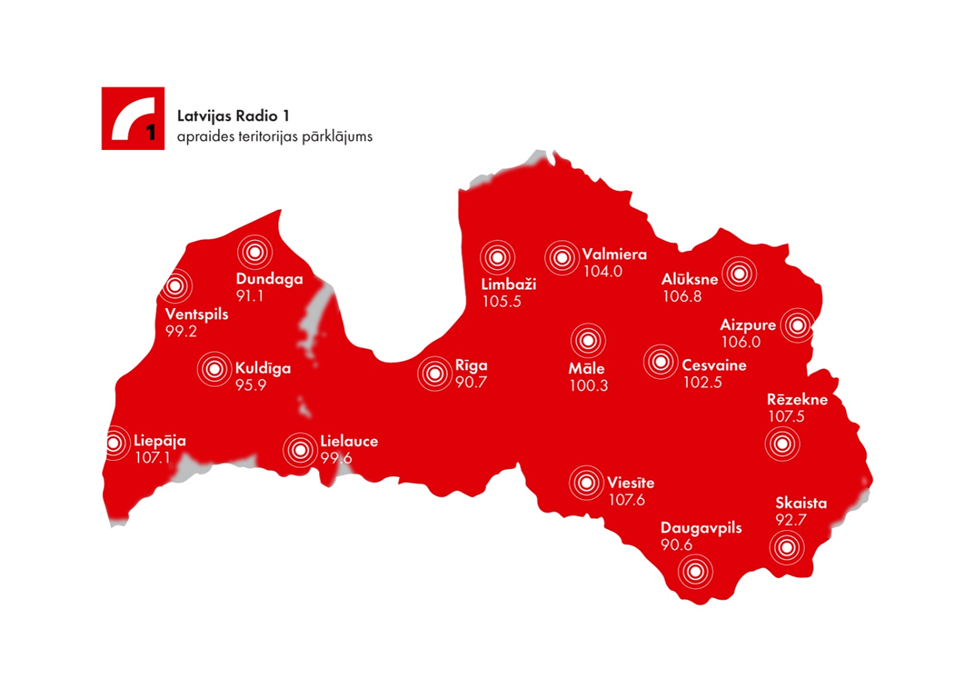 1
Latvijas Radio 1
apraides teritorijas pārklājums
Dundaga
91.1
Ventspils
99.2
Kuldīga
95.9
Liepāja
107.1
Lielauce
99.6
Rīga
90.7
Limbaži
105.5
Valmiera
104.0
Alūksne
106.8
Aizpure
106.0
Māle
100.3
Cesvaine
102.5
Rēzekne
107.5
Viesīte
107.6
Skaista
92.7
Daugavpils
90.6